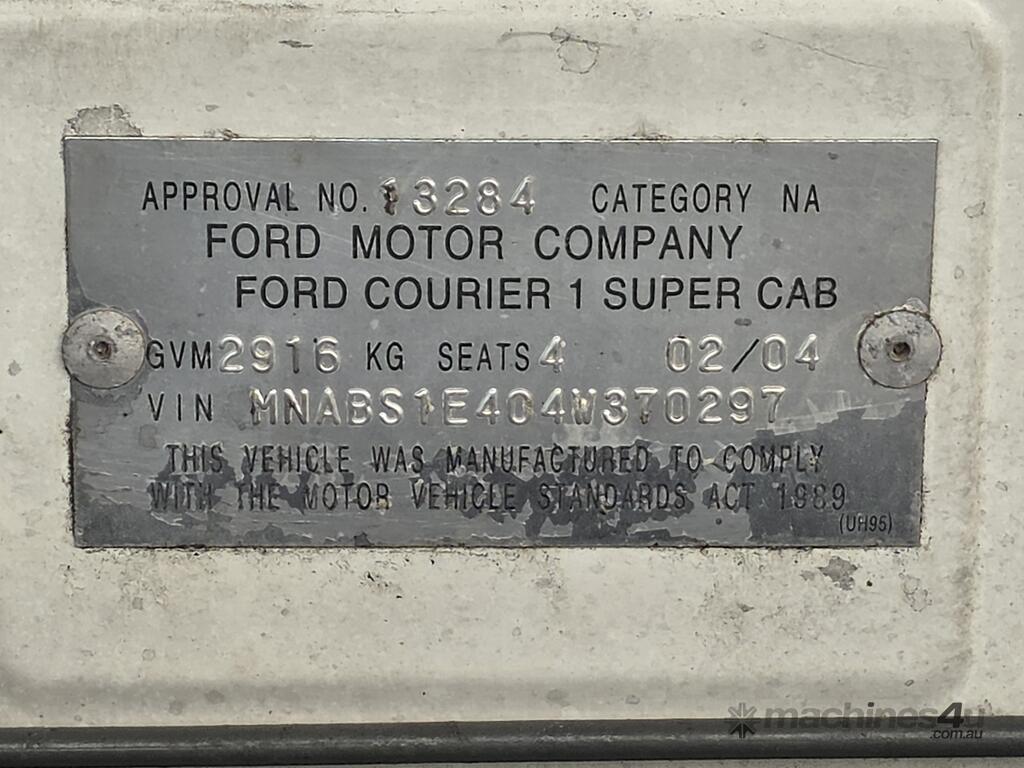 APPROVAL NO. 13284 CATEGORY NA
FORD MOTOR COMPANY
FORD COURIER 1 SUPER CAB
GVM 2916 KG SEATS 4 02/04
VIN MNABS1E404W370297
THIS VEHICLE WAS MANUFACTURED TO COMPLY
WITH THE MOTOR VEHICLE STANDARDS ACT 1989
(UH95)
machines4u
.com.au